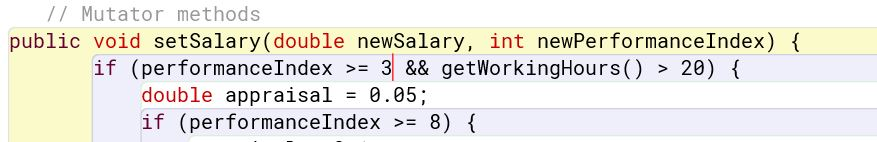 // Mutator methods
public void setSalary(double newSalary, int newPerformanceIndex) {
if (performanceIndex >= 3 && getWorkingHours() > 20) {
double appraisal = 0.05;
if (performanceIndex >= 8) {